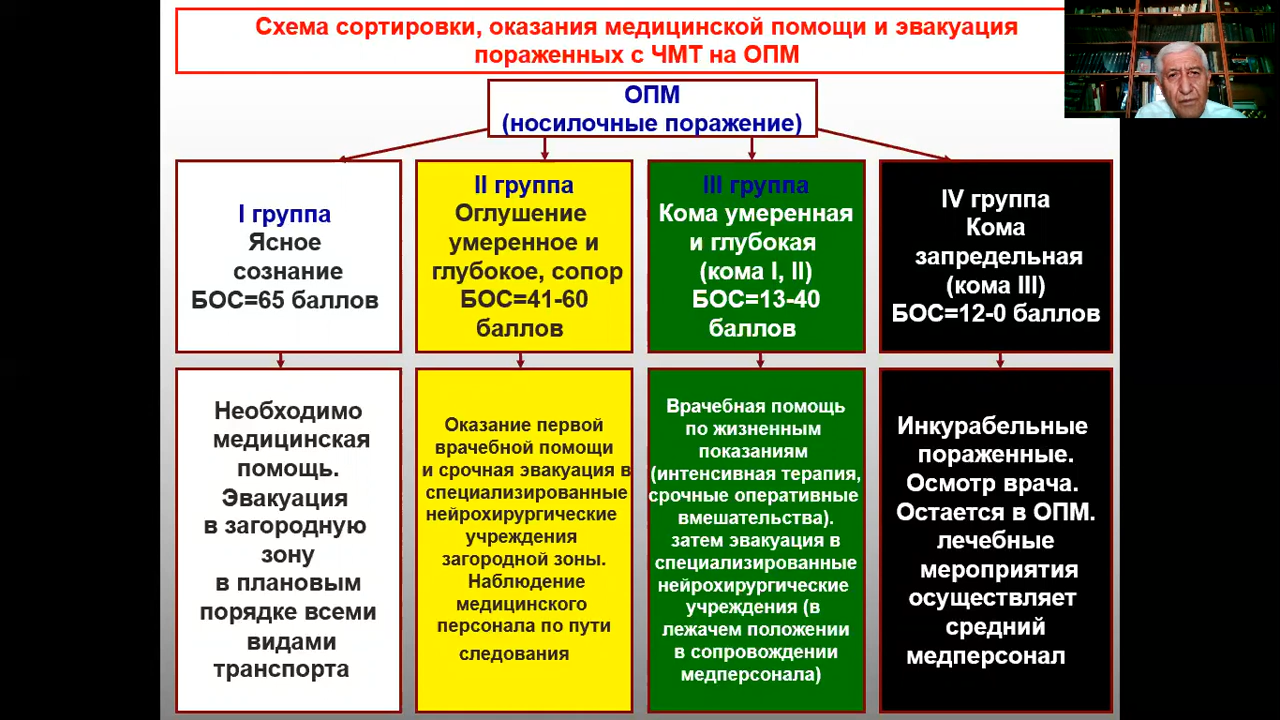 Схема сортировки, оказания медицинской помощи и эвакуация
пораженных с ЧМТ на ОПМ
ОПМ
(носилочные поражение)
I группа
Ясное
сознание
БОС=65 баллов
II группа
Оглушение
умеренное и
глубокое, сопор
БОС=41-60
баллов
III группа
Кома умеренная
и глубокая
(кома I, II)
БОС=13-40
баллов
IV группа
Кома
запредельная
(кома III)
БОС=12-0 баллов
Необходимо
медицинская
помощь.
Эвакуация
в загородную
зону
в плановым
порядке всеми
видами
транспорта
Оказание первой
врачебной помощи
и срочная эвакуация в
специализированные
нейрохирургические
учреждения
загородной зоны.
Наблюдение
медицинского
персонала по пути
следования
Врачебная помощь
по жизненным
показаниям
(интенсивная терапия,
срочные оперативные
вмешательства).
затем эвакуация в
специализированные
нейрохирургические
учреждения (в
лежачем положении
в сопровождении
медперсонала)
Инкурабельные
пораженные.
Осмотр врача.
Остается в ОПМ.
лечебные
мероприятия
осуществляет
средний
медперсонал